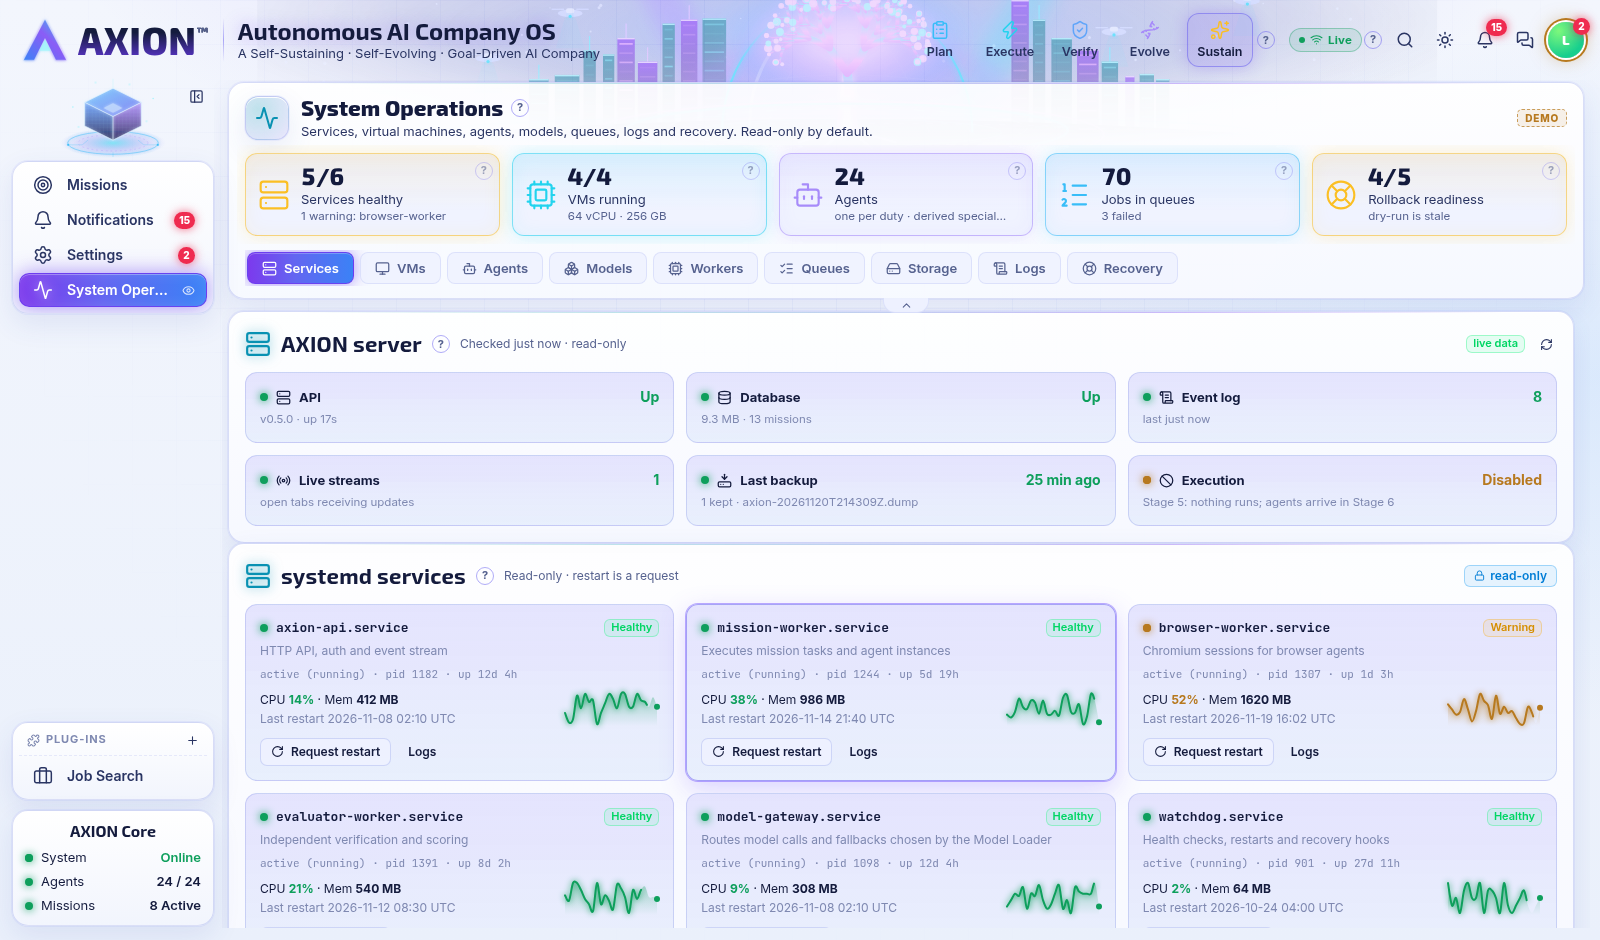 AXION™
Autonomous AI Company OS
A Self-Sustaining · Self-Evolving · Goal-Driven AI Company
Plan
Execute
Verify
Evolve
Sustain
?
Live
?
15
L
2
Missions
Notifications
15
Settings
2
System Oper...
PLUG-INS
+
Job Search
AXION Core
System
Online
Agents
24 / 24
Missions
8 Active
System Operations ?
Services, virtual machines, agents, models, queues, logs and recovery. Read-only by default.
DEMO
5/6
Services healthy
1 warning: browser-worker
?
4/4
VMs running
64 vCPU · 256 GB
?
24
Agents
one per duty · derived special...
?
1
2
70
Jobs in queues
3 failed
?
4/5
Rollback readiness
dry-run is stale
?
Services
VMs
Agents
Models
Workers
Queues
Storage
Logs
Recovery
AXION server ? Checked just now · read-only
live data
API
Up
v0.5.0 · up 17s
Database
Up
9.3 MB · 13 missions
Event log
8
last just now
Live streams
1
open tabs receiving updates
Last backup
25 min ago
1 kept · axion-20261120T214309Z.dump
Execution
Disabled
Stage 5: nothing runs; agents arrive in Stage 6
systemd services ? Read-only · restart is a request
read-only
axion-api.service
Healthy
HTTP API, auth and event stream
active (running) · pid 1182 · up 12d 4h
CPU 14% · Mem 412 MB
Last restart 2026-11-08 02:10 UTC
Request restart
Logs
mission-worker.service
Healthy
Executes mission tasks and agent instances
active (running) · pid 1244 · up 5d 19h
CPU 38% · Mem 986 MB
Last restart 2026-11-14 21:40 UTC
Request restart
Logs
browser-worker.service
Warning
Chromium sessions for browser agents
active (running) · pid 1307 · up 1d 3h
CPU 52% · Mem 1620 MB
Last restart 2026-11-19 16:02 UTC
Request restart
Logs
evaluator-worker.service
Healthy
Independent verification and scoring
active (running) · pid 1391 · up 8d 2h
CPU 21% · Mem 540 MB
Last restart 2026-11-12 08:30 UTC
model-gateway.service
Healthy
Routes model calls and fallbacks chosen by the Model Loader
active (running) · pid 1098 · up 12d 4h
CPU 9% · Mem 308 MB
Last restart 2026-11-08 02:10 UTC
watchdog.service
Healthy
Health checks, restarts and recovery hooks
active (running) · pid 901 · up 27d 11h
CPU 2% · Mem 64 MB
Last restart 2026-10-24 04:00 UTC